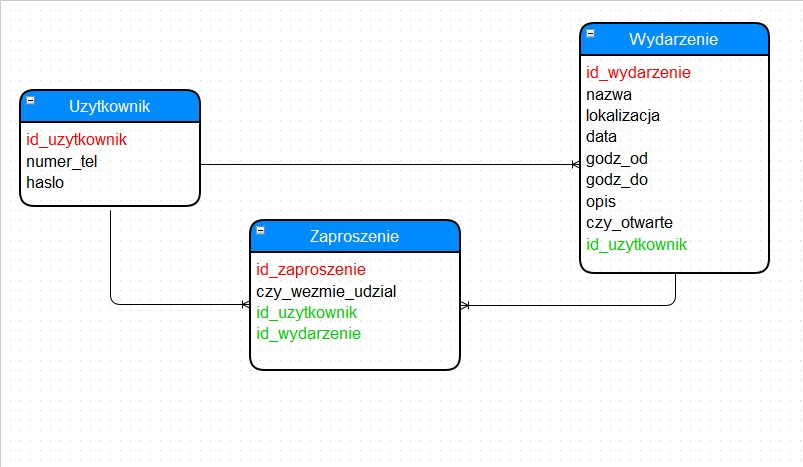 Uzytkownik
id_uzytkownik
numer_tel
haslo
Zaproszenie
id_zaproszenie
czy_wezmie_udzial
id_uzytkownik
id_wydarzenie
Wydarzenie
id_wydarzenie
nazwa
lokalizacja
data
godz_od
godz_do
opis
czy_otwarte
id_uzytkownik